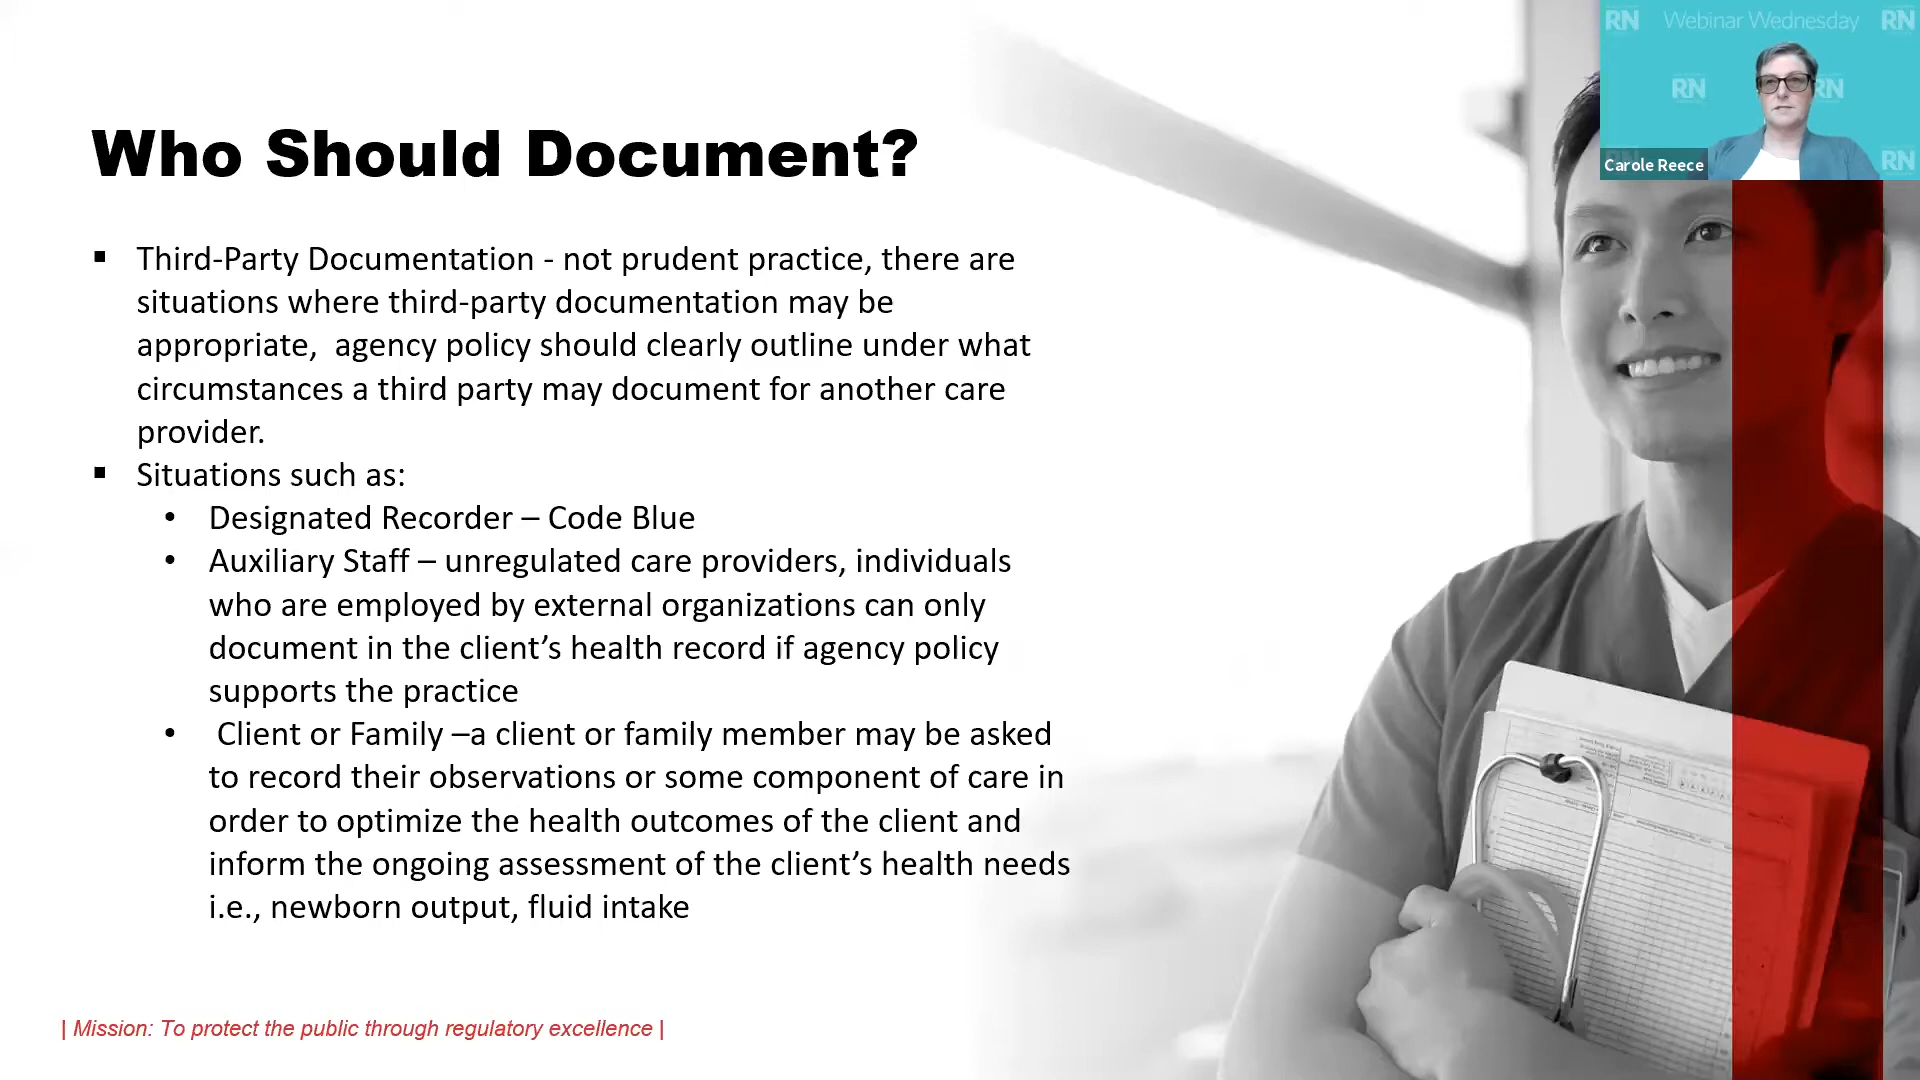 RN Webinar Wednesday RN
RN RN
Carole Reece RN
Who Should Document?
▪ Third-Party Documentation - not prudent practice, there are
situations where third-party documentation may be
appropriate,  agency policy should clearly outline under what
circumstances a third party may document for another care
provider.
▪ Situations such as:
• Designated Recorder – Code Blue
• Auxiliary Staff – unregulated care providers, individuals
who are employed by external organizations can only
document in the client’s health record if agency policy
supports the practice
• Client or Family –a client or family member may be asked
to record their observations or some component of care in
order to optimize the health outcomes of the client and
inform the ongoing assessment of the client’s health needs
i.e., newborn output, fluid intake
| Mission: To protect the public through regulatory excellence |